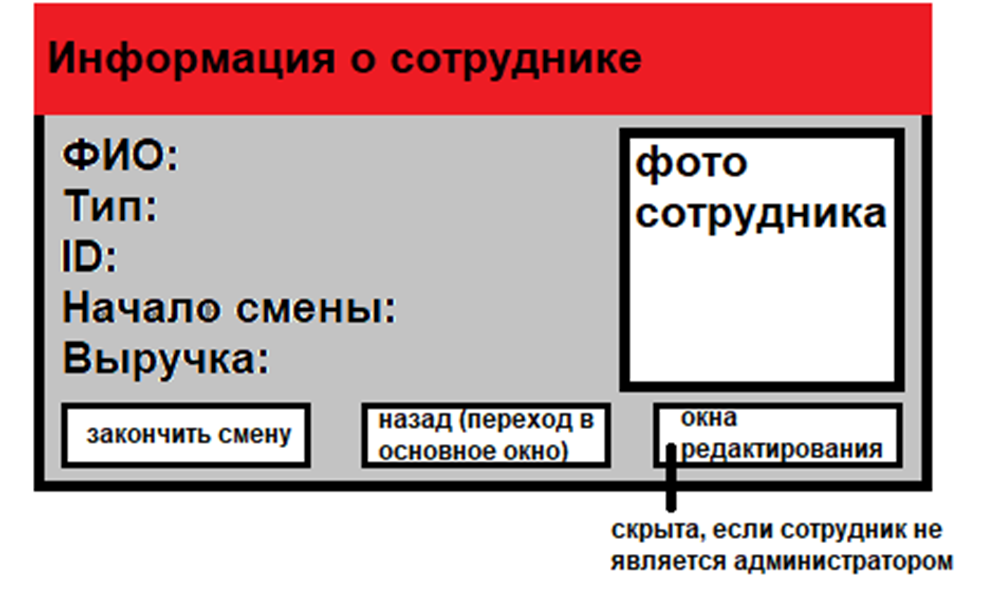 Информация о сотруднике
ФИО:
Тип:
ID:
Начало смены:
Выручка:
фото
сотрудника
закончить смену
назад (переход в
основное окно)
окна
редактирования
скрыта, если сотрудник не
является администратором